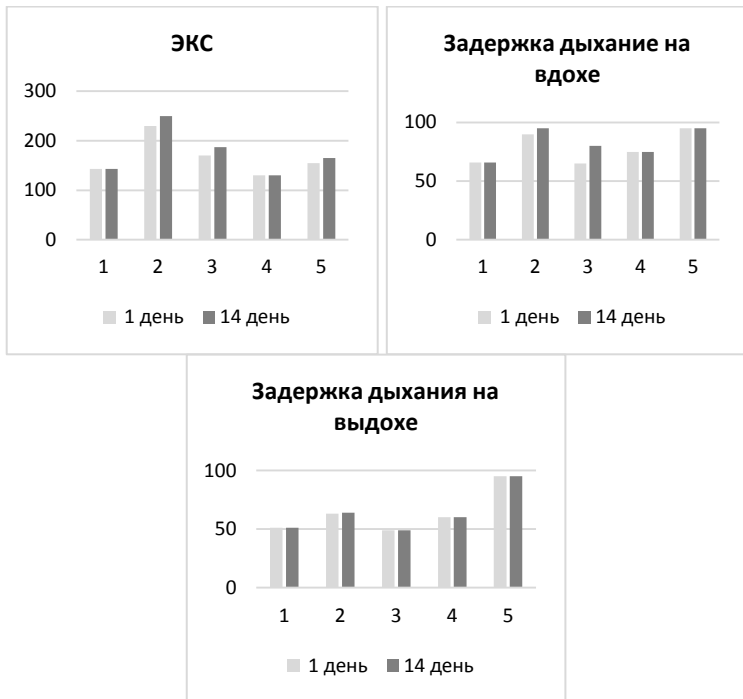 ЭКС
300
200
100
0
1 2 3 4 5
1 день 14 день
Задержка дыхание на
вдохе
100
50
0
1 2 3 4 5
1 день 14 день
Задержка дыхания на
выдохе
100
50
0
1 2 3 4 5
1 день 14 день